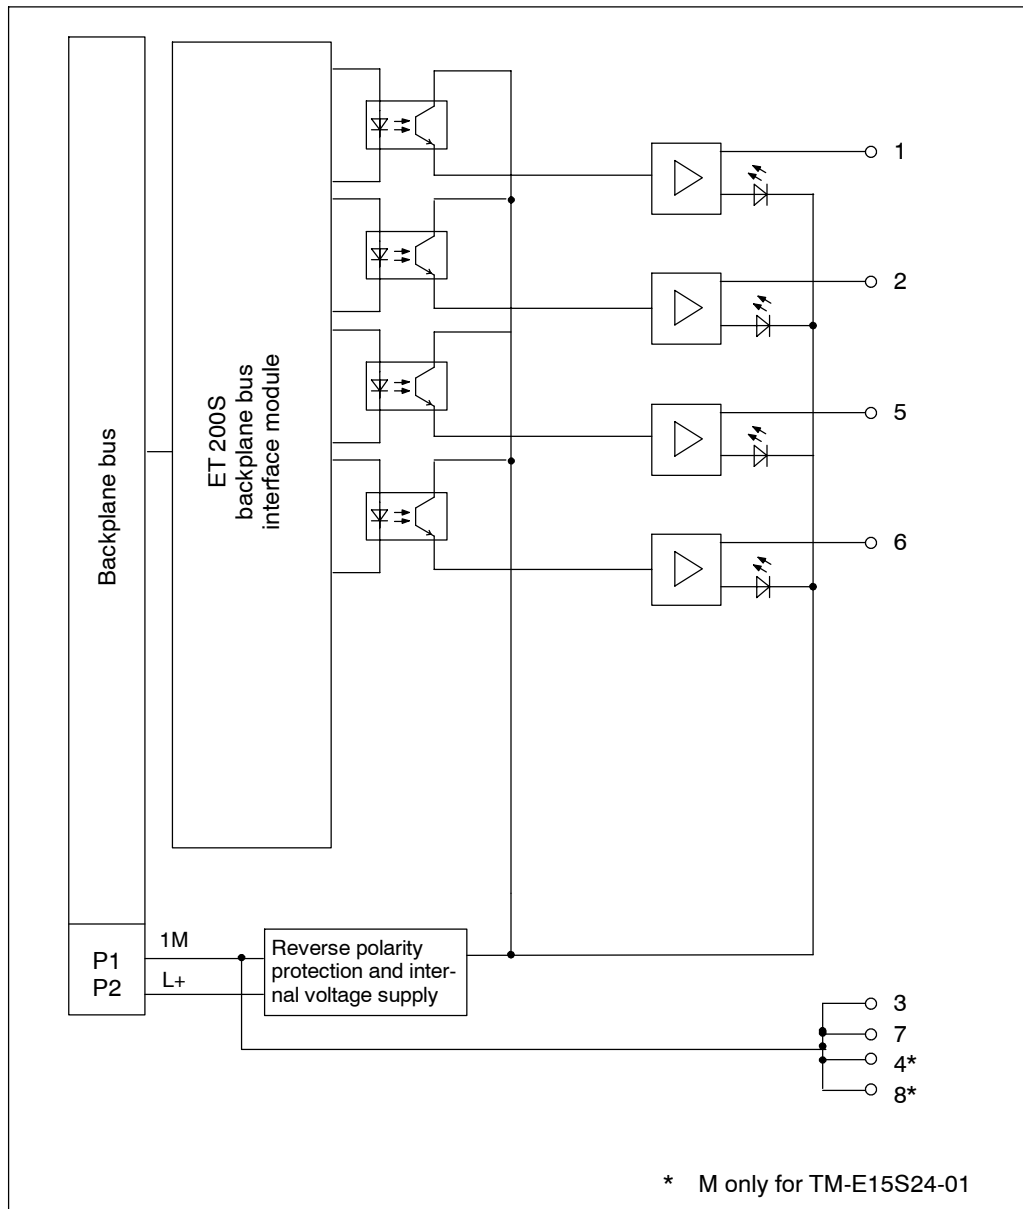 Backplane bus
ET 200S
backplane bus
interface module
1
2
5
6
P1
P2
1M
L+
Reverse polarity
protection and inter-
nal voltage supply
3
7
4*
8*
* M only for TM-E15S24-01